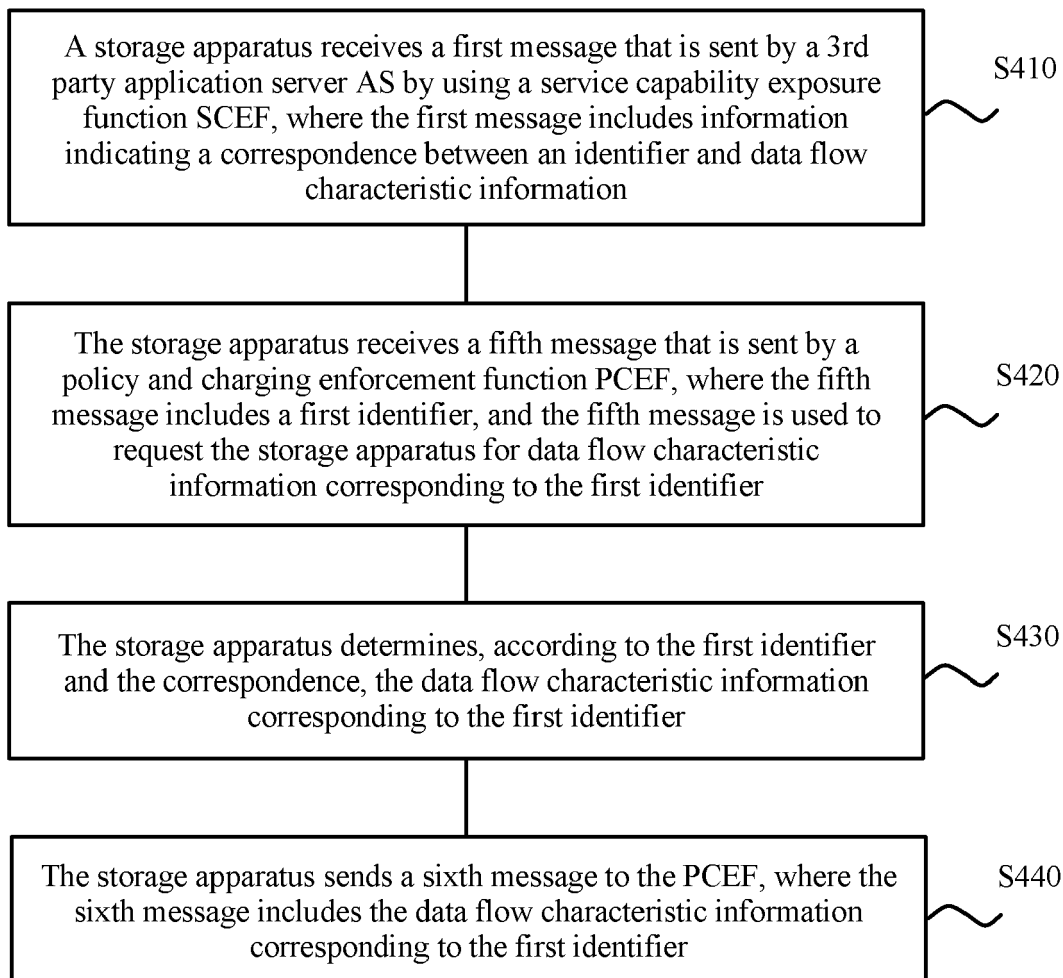 A storage apparatus receives a first message that is sent by a 3rd
party application server AS by using a service capability exposure
function SCEF, where the first message includes information
indicating a correspondence between an identifier and data flow
characteristic information
S410
The storage apparatus receives a fifth message that is sent by a
policy and charging enforcement function PCEF, where the fifth
message includes a first identifier, and the fifth message is used to
request the storage apparatus for data flow characteristic
information corresponding to the first identifier
S420
The storage apparatus determines, according to the first identifier
and the correspondence, the data flow characteristic information
corresponding to the first identifier
S430
The storage apparatus sends a sixth message to the PCEF, where the
sixth message includes the data flow characteristic information
corresponding to the first identifier
S440